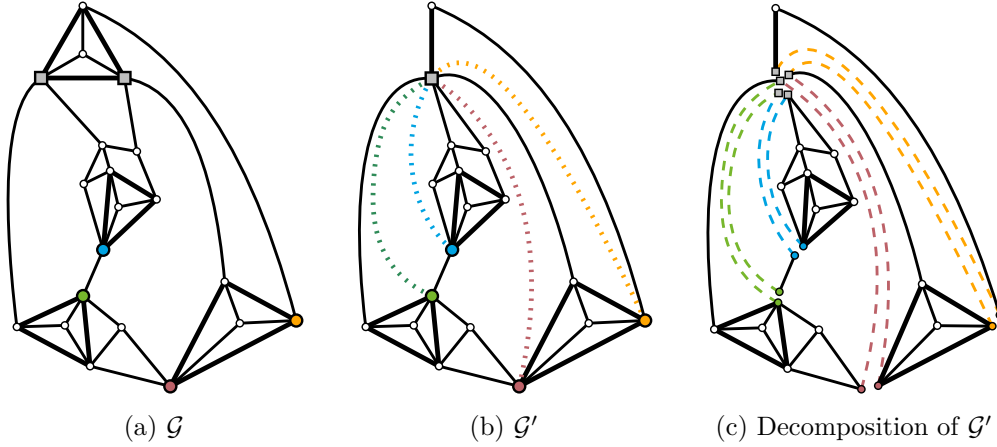 (a) 𝒢
(b) 𝒢′
(c) Decomposition of 𝒢′